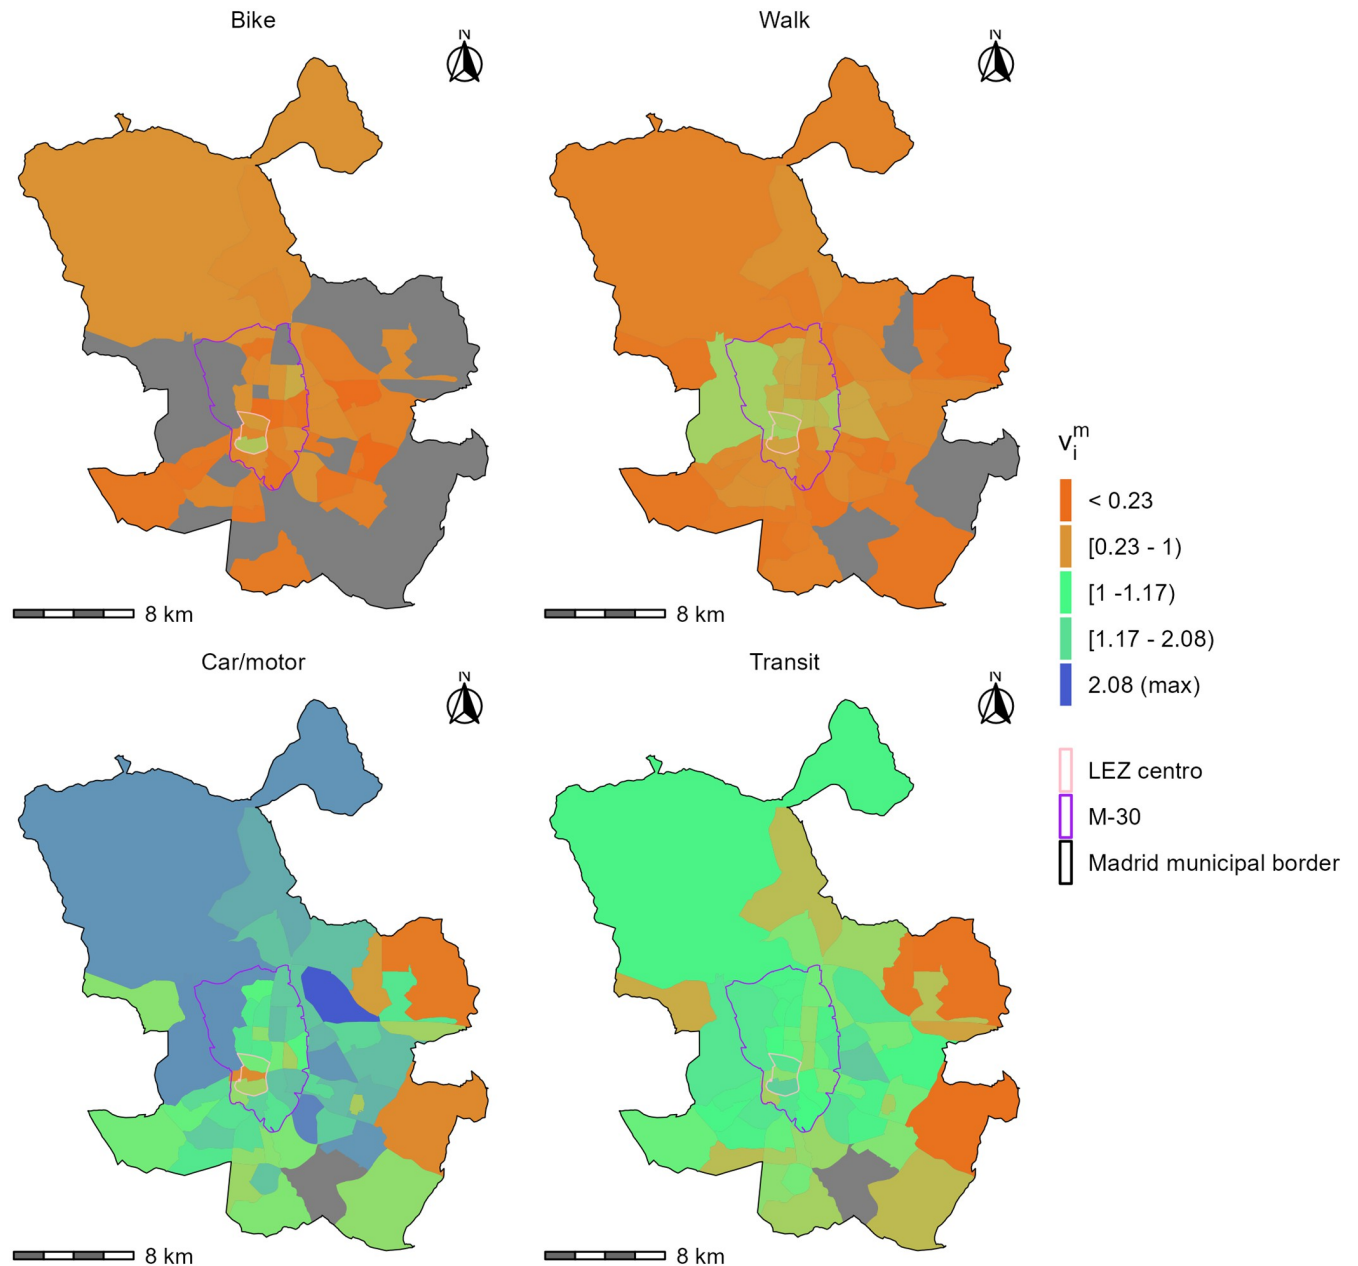 Bike
Walk
N
N
8 km
8 km
v_i^m
< 0.23
[0.23 - 1)
[1 -1.17)
[1.17 - 2.08)
2.08 (max)
LEZ centro
M-30
Madrid municipal border
Car/motor
Transit
N
N
8 km
8 km